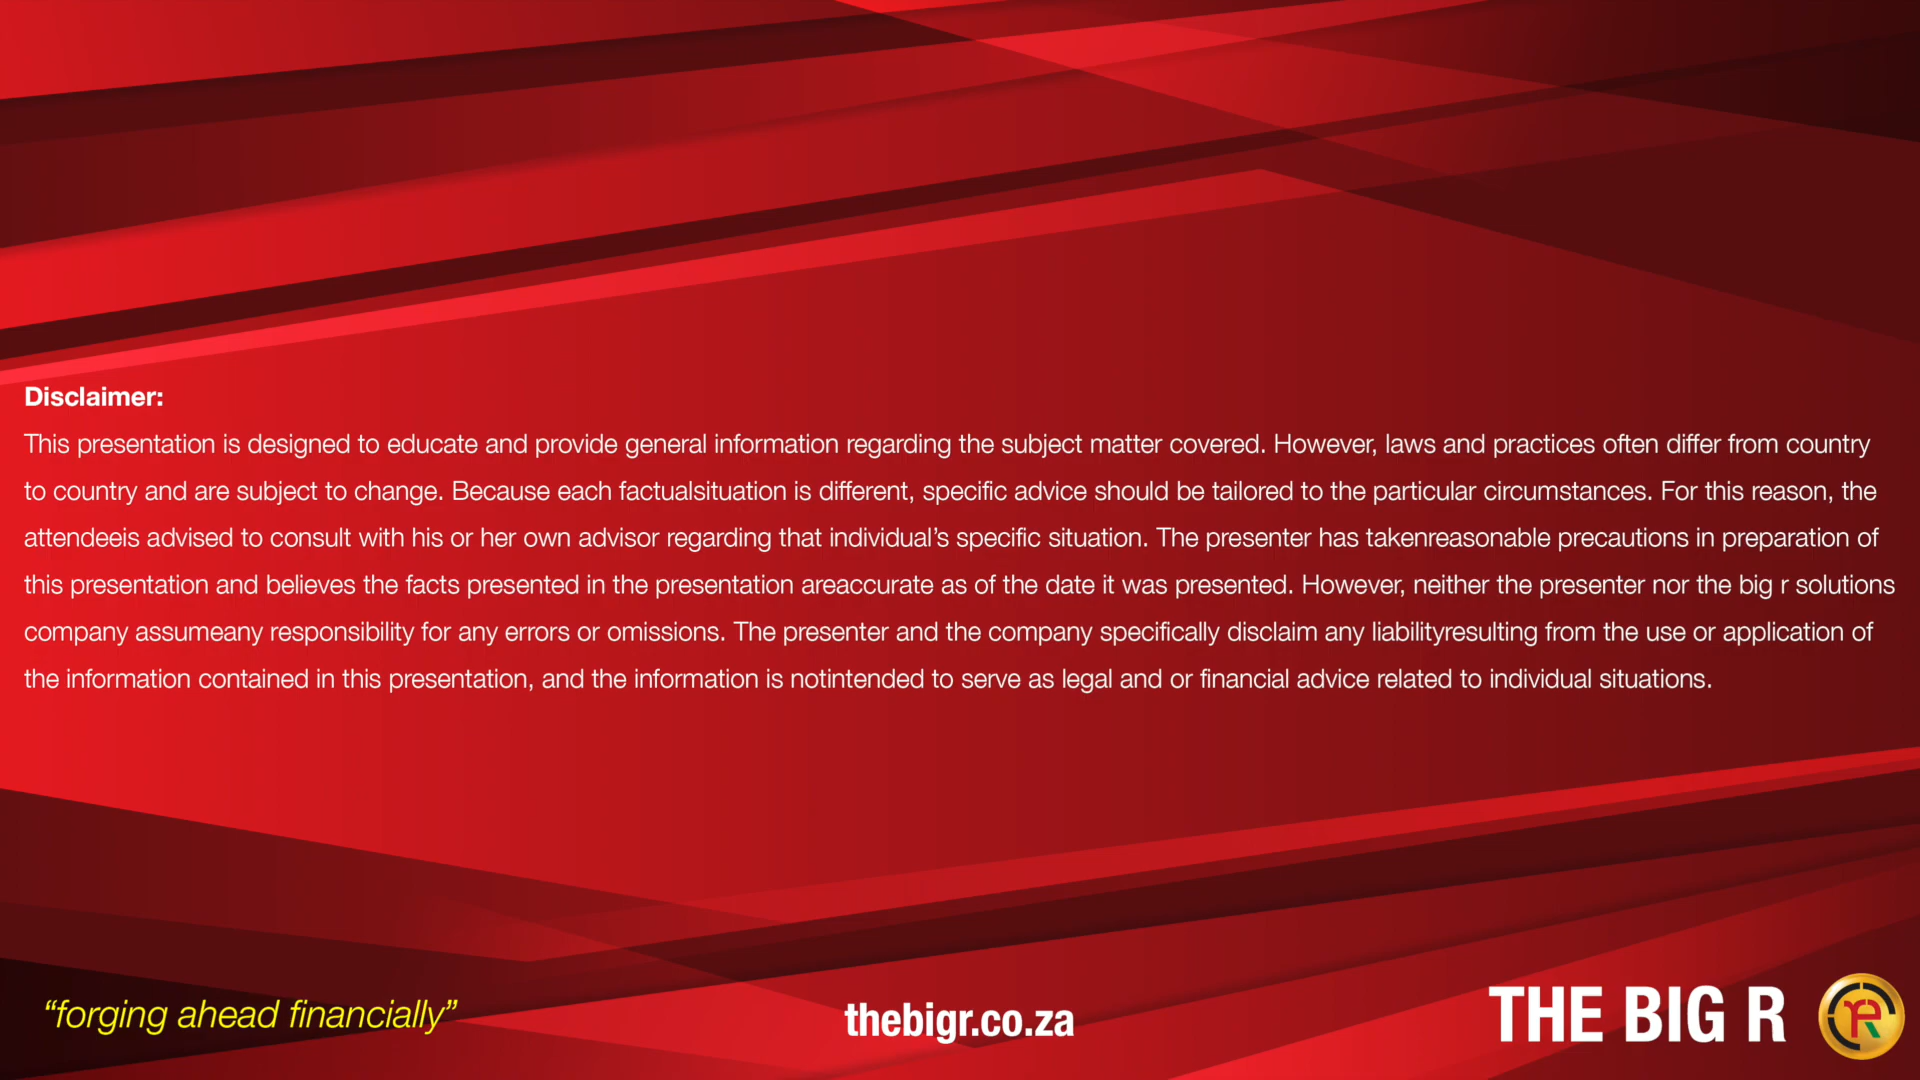 Disclaimer:
This presentation is designed to educate and provide general information regarding the subject matter covered. However, laws and practices often differ from country
to country and are subject to change. Because each factualsituation is different, specific advice should be tailored to the particular circumstances. For this reason, the
attendeeis advised to consult with his or her own advisor regarding that individual’s specific situation. The presenter has takenreasonable precautions in preparation of
this presentation and believes the facts presented in the presentation areaccurate as of the date it was presented. However, neither the presenter nor the big r solutions
company assumeany responsibility for any errors or omissions. The presenter and the company specifically disclaim any liabilityresulting from the use or application of
the information contained in this presentation, and the information is notintended to serve as legal and or financial advice related to individual situations.
“forging ahead financially”
thebigr.co.za
THE BIG R